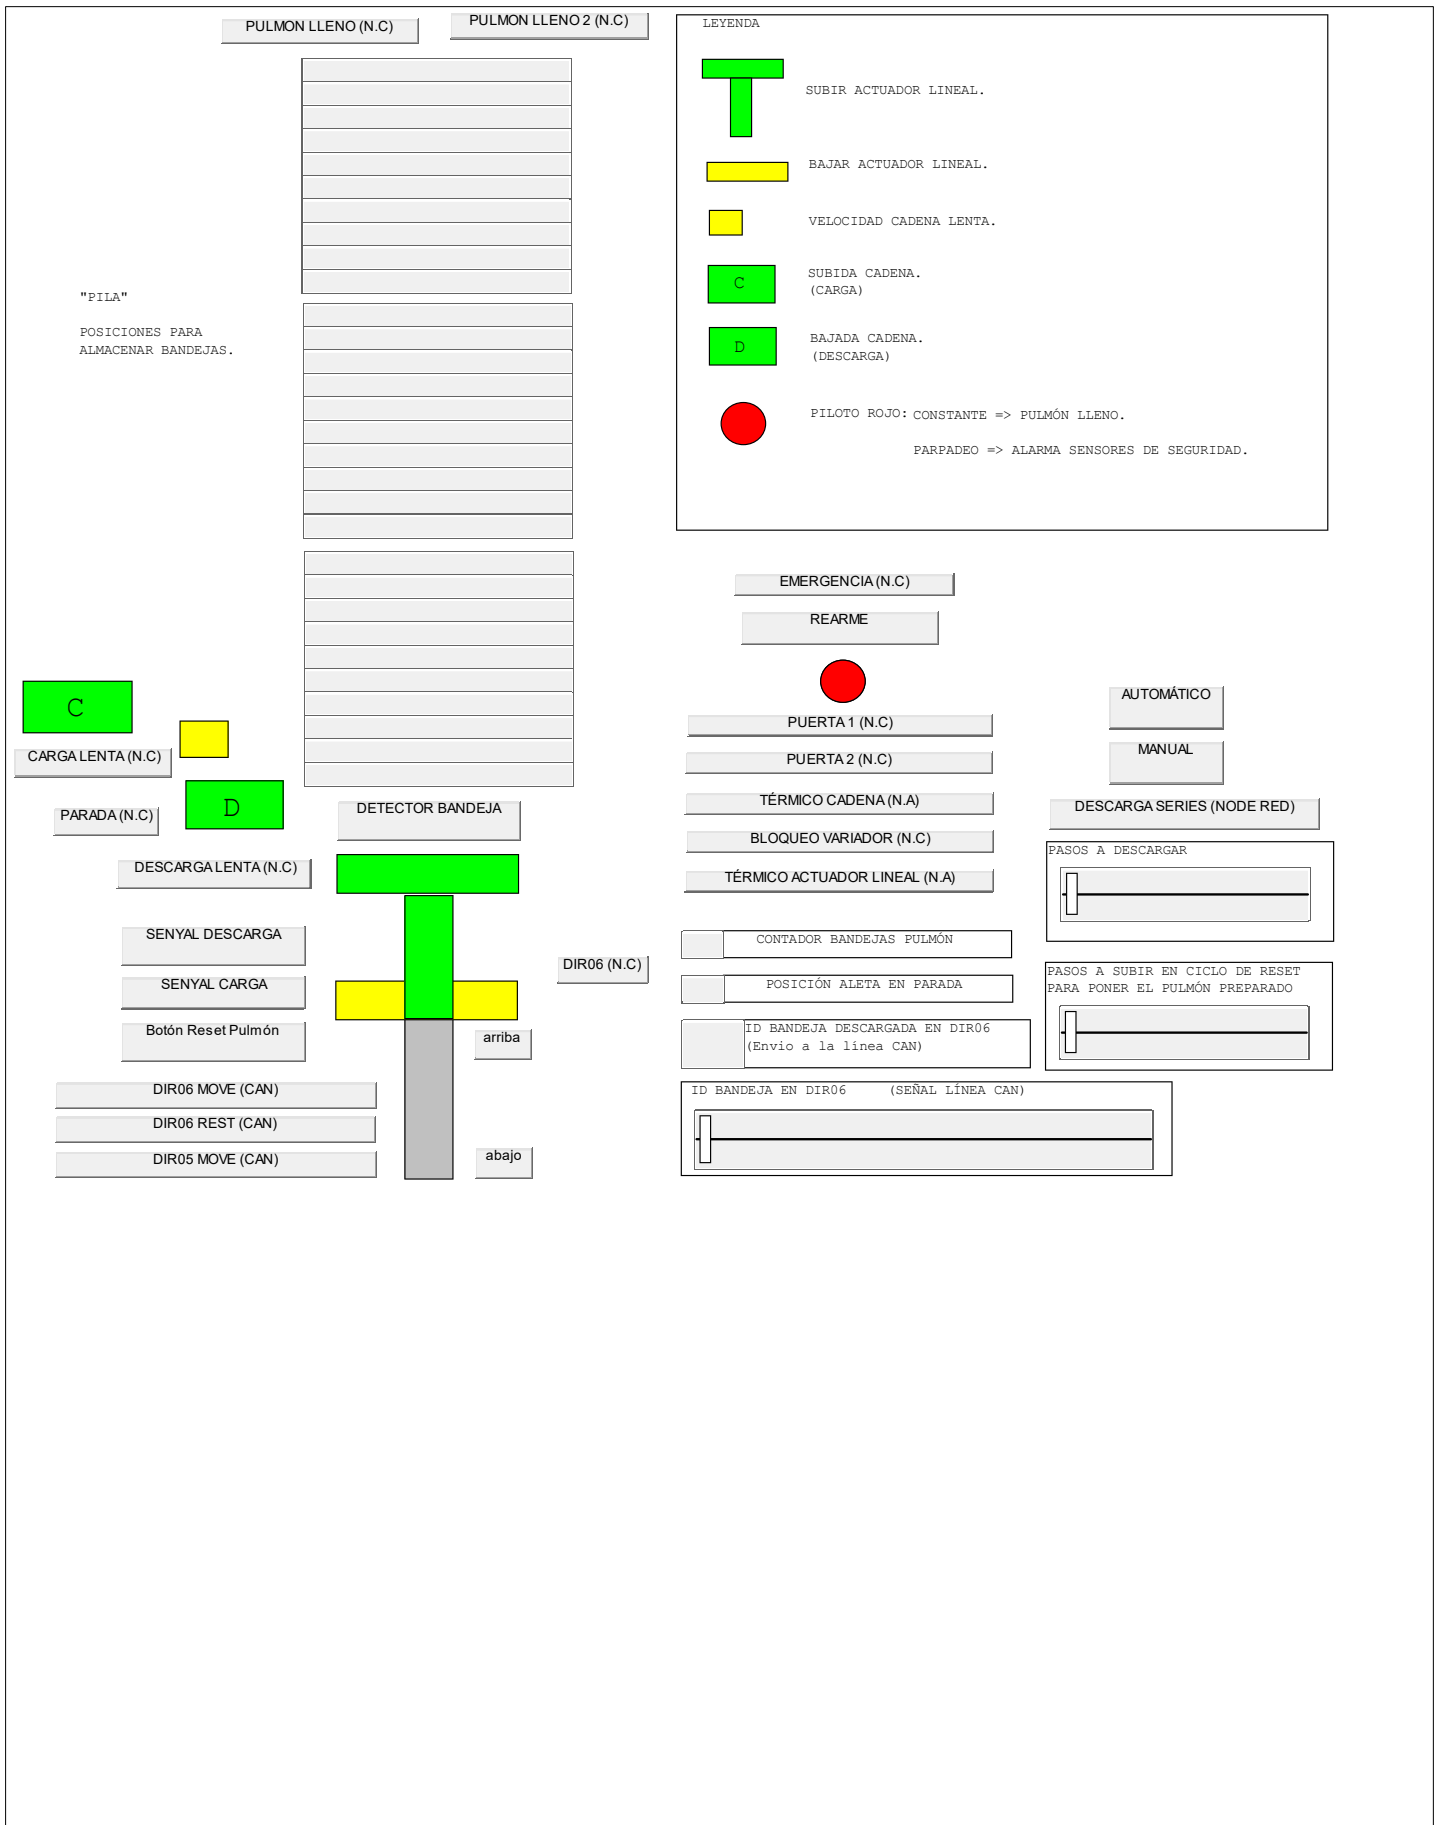 PULMON LLENO (N.C)
PULMON LLENO 2 (N.C)
LEYENDA
SUBIR ACTUADOR LINEAL.
BAJAR ACTUADOR LINEAL.
VELOCIDAD CADENA LENTA.
C
SUBIDA CADENA.
(CARGA)
D
BAJADA CADENA.
(DESCARGA)
PILOTO ROJO: CONSTANTE => PULMÓN LLENO.
PARPADEO => ALARMA SENSORES DE SEGURIDAD.
"PILA"
POSICIONES PARA
ALMACENAR BANDEJAS.
EMERGENCIA (N.C)
REARME
C
CARGA LENTA (N.C)
D
PARADA (N.C)
DETECTOR BANDEJA
DESCARGA LENTA (N.C)
SENYAL DESCARGA
SENYAL CARGA
Botón Reset Pulmón
DIR06 (N.C)
arriba
DIR06 MOVE (CAN)
DIR06 REST (CAN)
DIR05 MOVE (CAN)
abajo
PUERTA 1 (N.C)
PUERTA 2 (N.C)
TÉRMICO CADENA (N.A)
BLOQUEO VARIADOR (N.C)
TÉRMICO ACTUADOR LINEAL (N.A)
AUTOMÁTICO
MANUAL
DESCARGA SERIES (NODE RED)
PASOS A DESCARGAR
CONTADOR BANDEJAS PULMÓN
POSICIÓN ALETA EN PARADA
ID BANDEJA DESCARGADA EN DIR06
(Envio a la línea CAN)
PASOS A SUBIR EN CICLO DE RESET
PARA PONER EL PULMÓN PREPARADO
ID BANDEJA EN DIR06 (SEÑAL LÍNEA CAN)